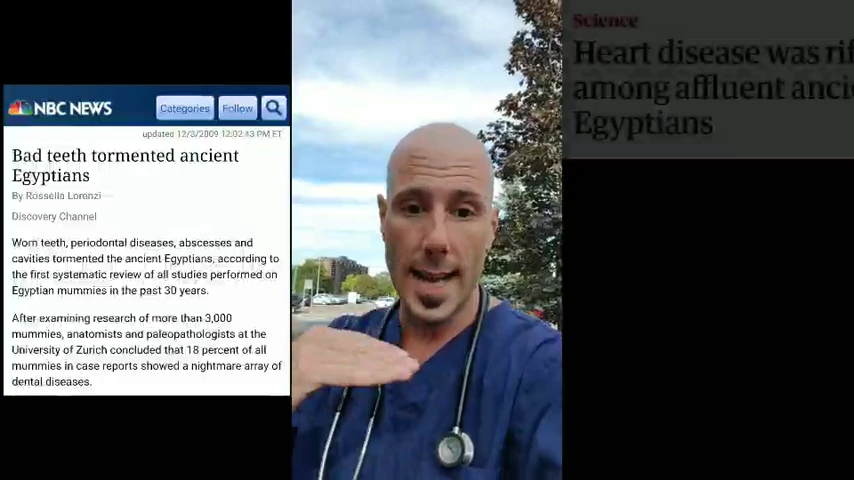 NBC NEWS
Categories
Follow
updated 12/3/2009 12:02:43 PM ET
Bad teeth tormented ancient
Egyptians
By Rossella Lorenzi
Discovery Channel
Worn teeth, periodontal diseases, abscesses and
cavities tormented the ancient Egyptians, according to
the first systematic review of all studies performed on
Egyptian mummies in the past 30 years.
After examining research of more than 3,000
mummies, anatomists and paleopathologists at the
University of Zurich concluded that 18 percent of all
mummies in case reports showed a nightmare array of
dental diseases.
Science
Heart disease was rif
among affluent anci
Egyptians